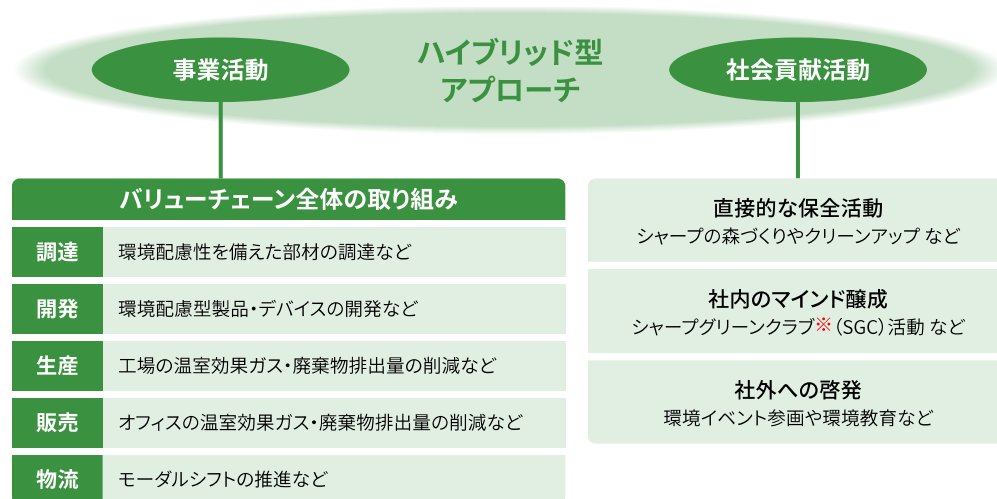 ハイブリッド型
アプローチ
事業活動
社会貢献活動
バリューチェーン全体の取り組み
調達 環境配慮性を備えた部材の調達など
開発 環境配慮型製品・デバイスの開発など
生産 工場の温室効果ガス・廃棄物排出量の削減など
販売 オフィスの温室効果ガス・廃棄物排出量の削減など
物流 モーダルシフトの推進など
直接的な保全活動
シャープの森づくりやクリーンアップ など
社内のマインド醸成
シャープグリーンクラブ※（SGC）活動 など
社外への啓発
環境イベント参画や環境教育など